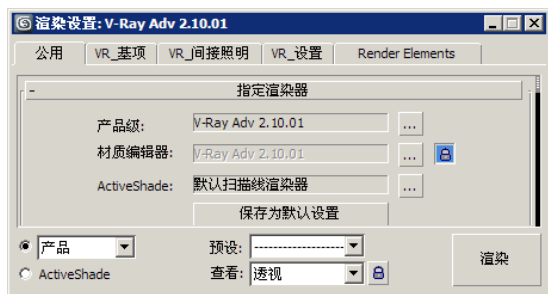 渲染设置: V-Ray Adv 2.10.01
公用 VR_基项 VR_间接照明 VR_设置 Render Elements
- 指定渲染器
产品级: V-Ray Adv 2.10.01 ...
材质编辑器: V-Ray Adv 2.10.01 ...
ActiveShade: 默认扫描线渲染器 ...
保存为默认设置
产品 预设: -------------------
ActiveShade 查看: 透视 渲染